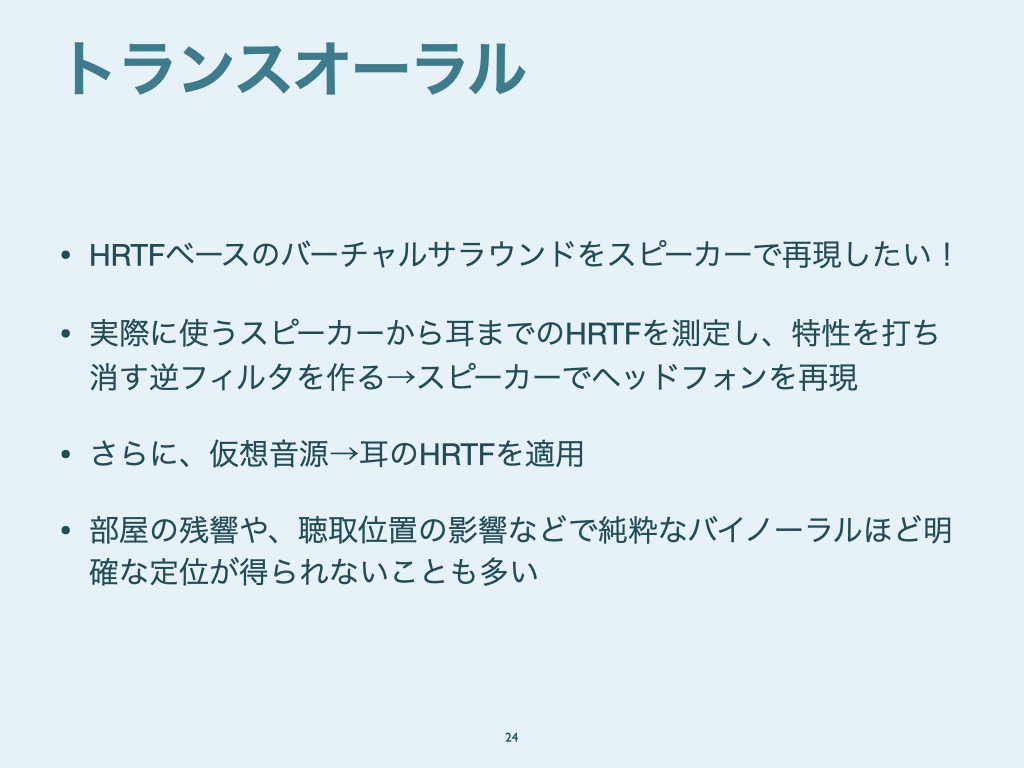 トランスオーラル
• HRTFベースのバーチャルサラウンドをスピーカーで再現したい！
• 実際に使うスピーカーから耳までのHRTFを測定し、特性を打ち
消す逆フィルタを作る→スピーカーでヘッドフォンを再現
• さらに、仮想音源→耳のHRTFを適用
• 部屋の残響や、聴取位置の影響などで純粋なバイノーラルほど明
確な定位が得られないことも多い
24